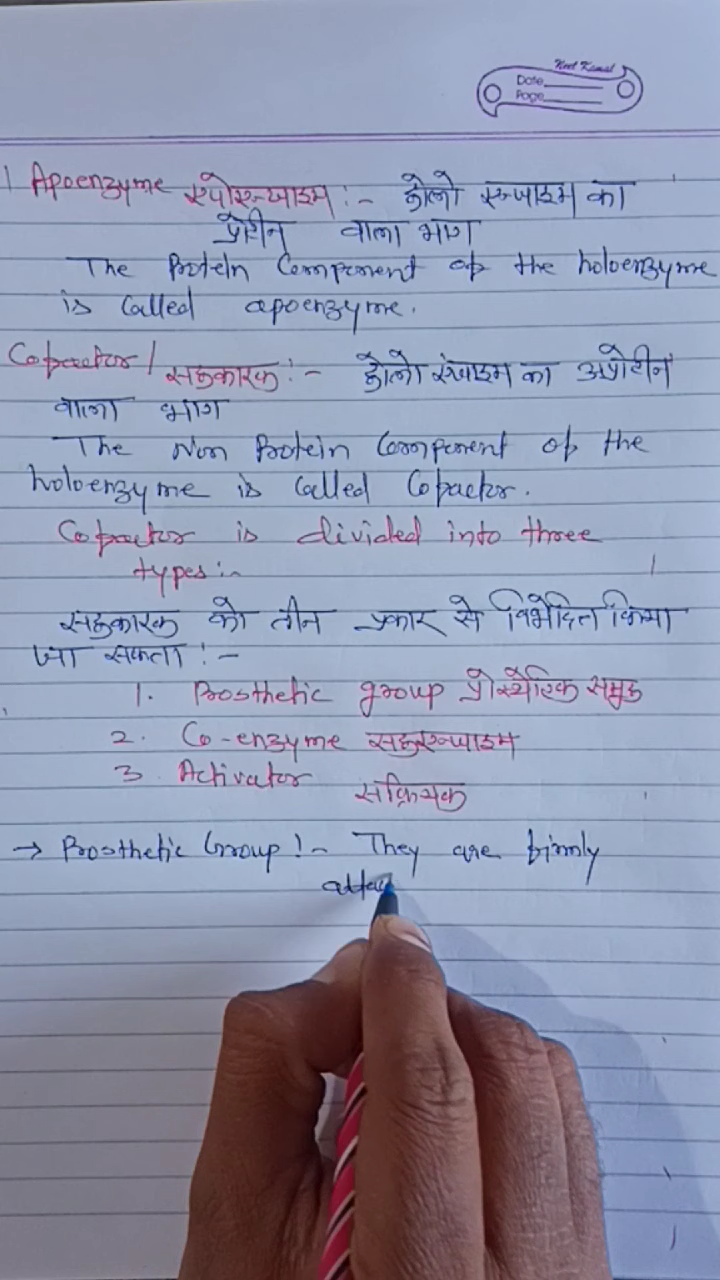 Neel Kamal
Date
Page
1 Apoenzyme एपोएन्जाइम :- होलो एन्जाइम का
प्रोटीन वाला भाग
The Protein Component of the holoenzyme
is Called apoenzyme.
Cofactor / सहकारक :- होलो एंजाइम का अप्रोटीन
वाला भाग
The Non Protein Component of the
holoenzyme is Called Cofactor.
Cofactor is divided into three
types:-
सहकारक को तीन प्रकार से विभेदित किया
जा सकता :-
1. Prosthetic group प्रोस्थेटिक समुह
2. Co-enzyme सहएन्जाइम
3 Activator सक्रियक
→ Prosthetic Group :- They are firmly
attac